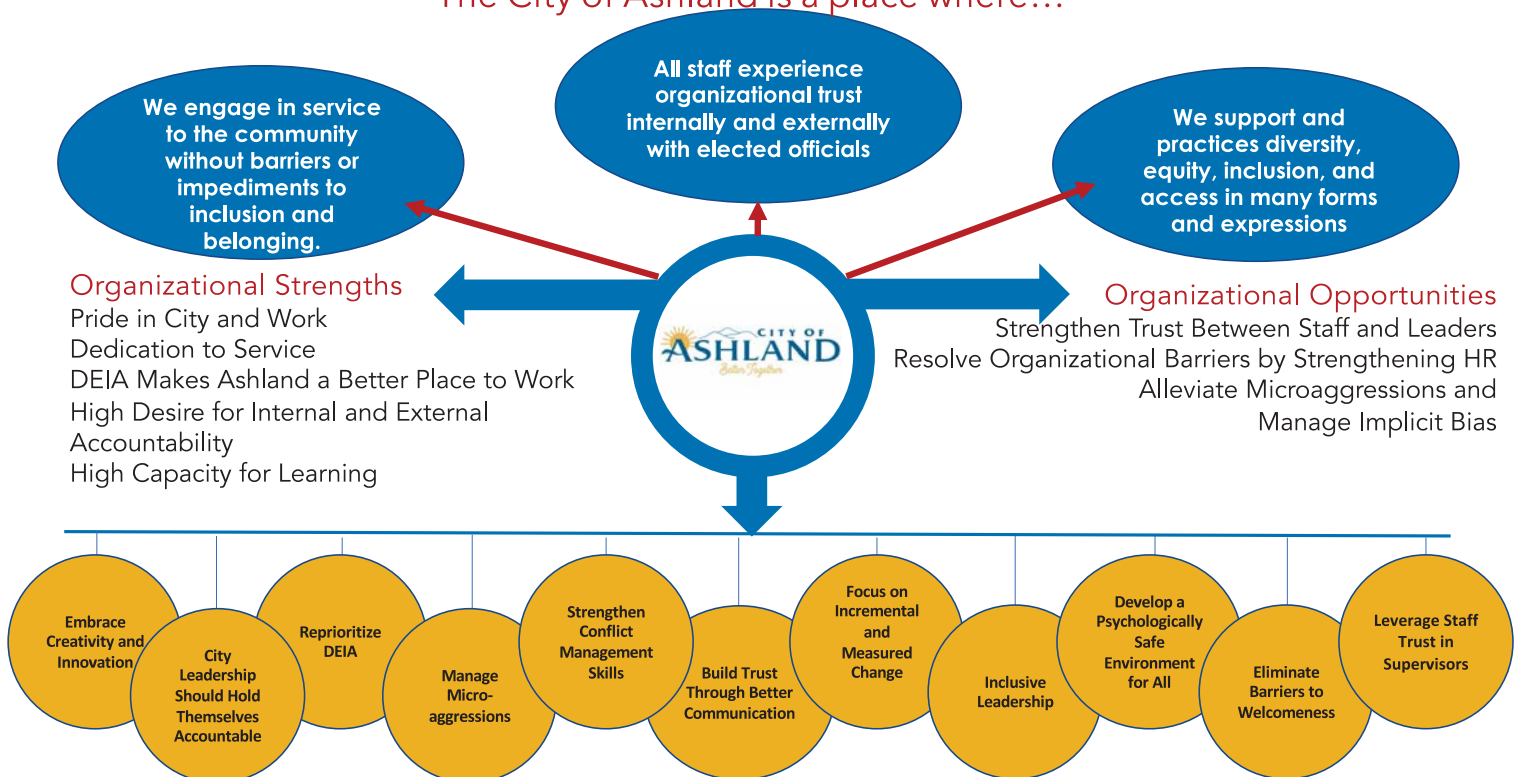 The City of Ashland is a place where...
We engage in service
to the community
without barriers or
impediments to
inclusion and
belonging.
All staff experience
organizational trust
internally and externally
with elected officials
We support and
practices diversity,
equity, inclusion, and
access in many forms
and expressions
Organizational Strengths
Pride in City and Work
Dedication to Service
DEIA Makes Ashland a Better Place to Work
High Desire for Internal and External
Accountability
High Capacity for Learning
CITY OF
ASHLAND
Better Together
Organizational Opportunities
Strengthen Trust Between Staff and Leaders
Resolve Organizational Barriers by Strengthening HR
Alleviate Microaggressions and
Manage Implicit Bias
Embrace
Creativity and
Innovation
City
Leadership
Should Hold
Themselves
Accountable
Reprioritize
DEIA
Manage
Micro-
aggressions
Strengthen
Conflict
Management
Skills
Build Trust
Through Better
Communication
Focus on
Incremental
and
Measured
Change
Inclusive
Leadership
Develop a
Psychologically
Safe
Environment
for All
Eliminate
Barriers to
Welcomeness
Leverage Staff
Trust in
Supervisors